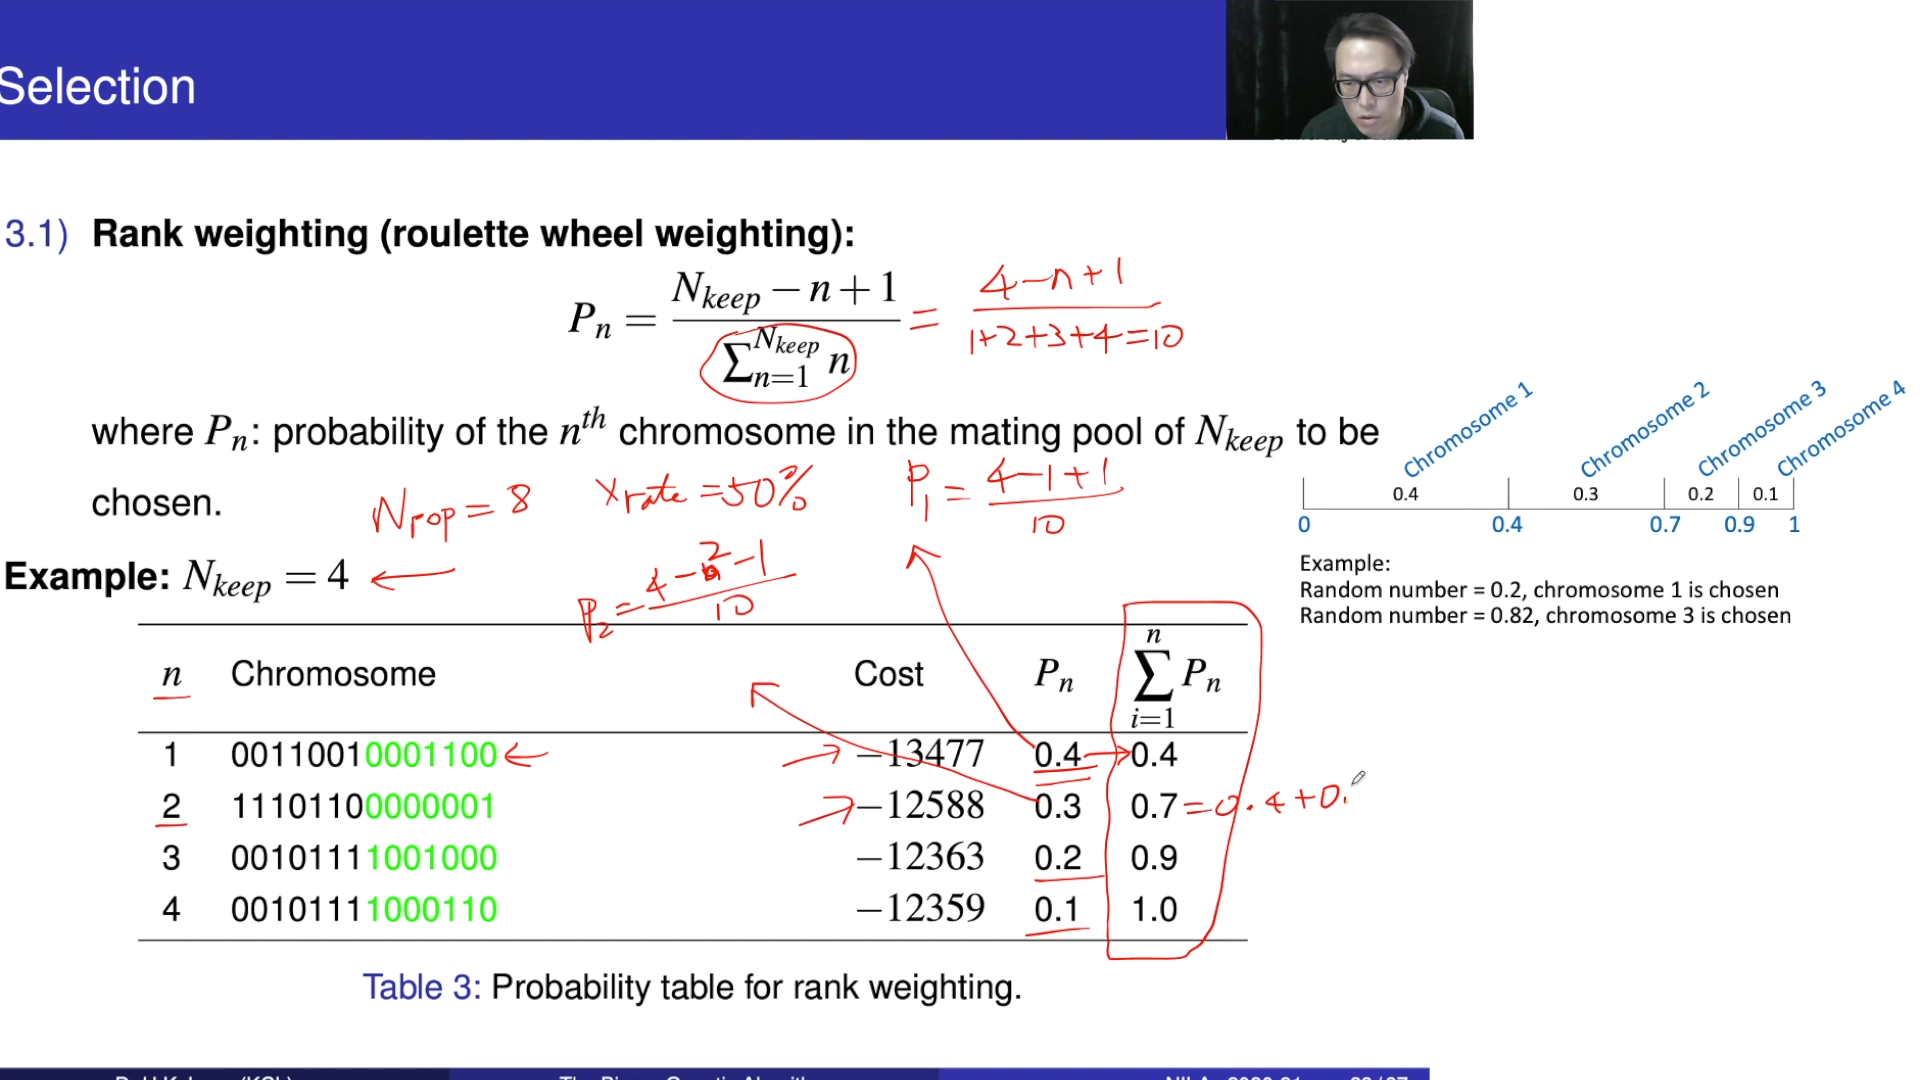 Selection
3.1) Rank weighting (roulette wheel weighting):
P_n = (N_keep − n + 1) / (∑_{n=1}^{N_keep} n) = (4 − n + 1) / (1+2+3+4=10)
where P_n: probability of the n^th chromosome in the mating pool of N_keep to be
chosen.
N_pop = 8 X_rate = 50% P_1 = (4−1+1) / 10
Example: N_keep = 4
P_2 = (4−2−1) / 10
n Chromosome Cost P_n ∑_{i=1}^{n} P_n
1 00110010001100 −13477 0.4 0.4
2 11101100000001 −12588 0.3 0.7 = 0.4+0.
3 00101111001000 −12363 0.2 0.9
4 00101111000110 −12359 0.1 1.0
Table 3: Probability table for rank weighting.
Chromosome 1 Chromosome 2 Chromosome 3 Chromosome 4
0.4 0.3 0.2 0.1
0 0.4 0.7 0.9 1
Example:
Random number = 0.2, chromosome 1 is chosen
Random number = 0.82, chromosome 3 is chosen